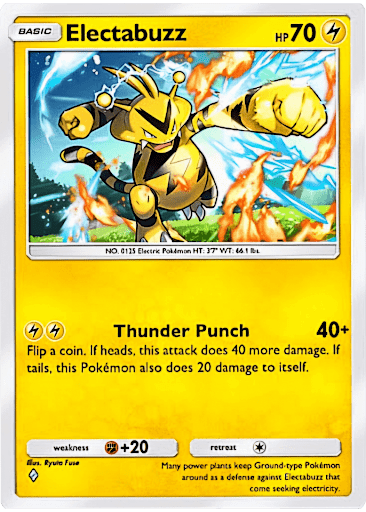 BASIC Electabuzz HP 70
NO. 0125 Electric Pokémon HT: 3'7" WT: 66.1 lbs.
Thunder Punch 40+
Flip a coin. If heads, this attack does 40 more damage. If
tails, this Pokémon also does 20 damage to itself.
weakness +20 retreat
Illus. Ryuta Fuse
Many power plants keep Ground-type Pokémon
around as a defense against Electabuzz that
come seeking electricity.